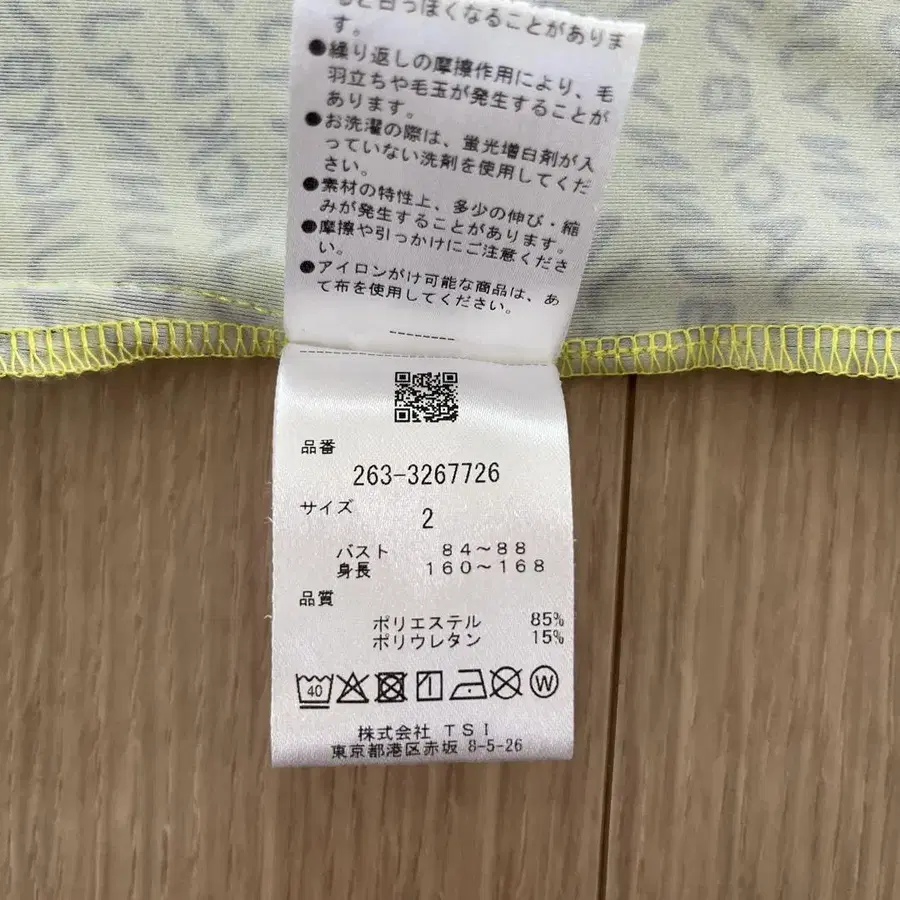 ると白っぽくなることがありま
す。
●繰り返しの摩擦作用により、毛
羽立ちや毛玉が発生することが
あります。
●お洗濯の際は、蛍光増白剤が入
っていない洗剤を使用してくだ
さい。
●素材の特性上、多少の伸び・縮
みが発生することがあります。
●摩擦や引っかけにご注意くださ
い。
●アイロンがけ可能な商品は、あ
て布を使用してください。
品番
263-3267726
サイズ
2
バスト 84～88
身長 160～168
品質
ポリエステル 85%
ポリウレタン 15%
40 W
株式会社 TSI
東京都港区赤坂 8-5-26